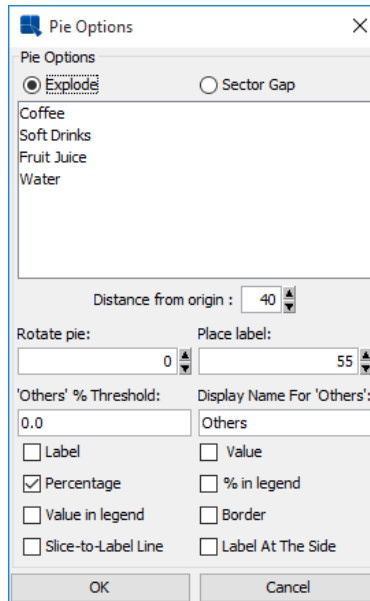 Pie Options
Pie Options
Explode Sector Gap
Coffee
Soft Drinks
Fruit Juice
Water
Distance from origin : 40
Rotate pie: Place label:
0 55
'Others' % Threshold: Display Name For 'Others':
0.0 Others
Label Value
Percentage % in legend
Value in legend Border
Slice-to-Label Line Label At The Side
OK Cancel